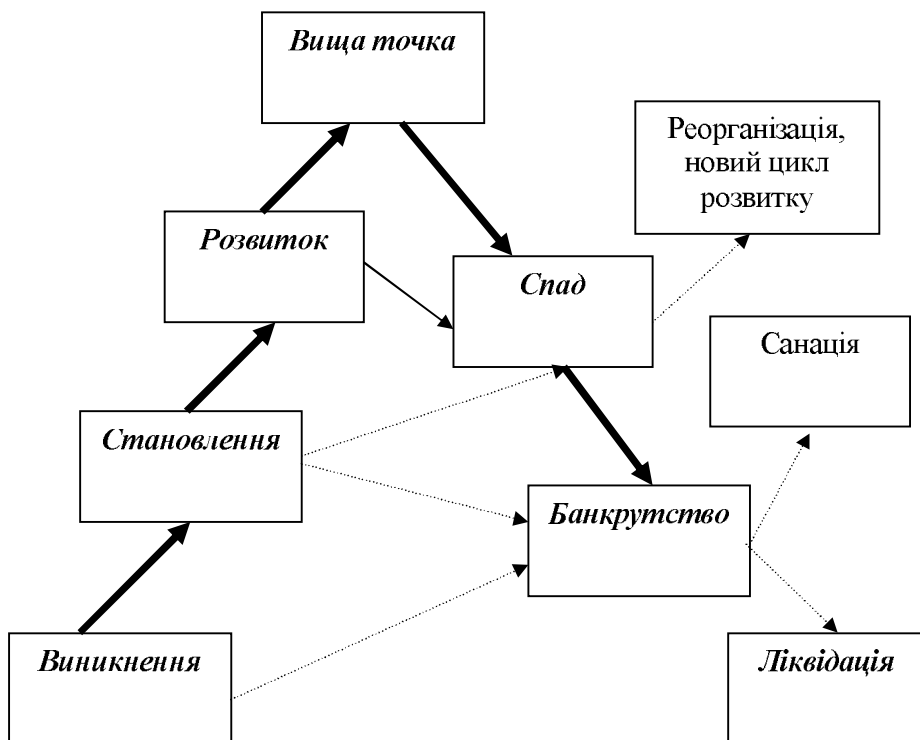 Вища точка
Реорганізація,
новий цикл
розвитку
Розвиток
Спад
Санація
Становлення
Банкрутство
Виникнення
Ліквідація